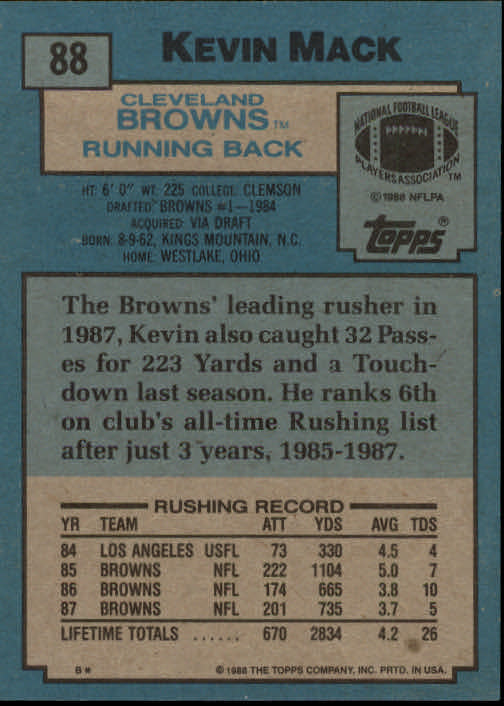 88
KEVIN MACK
CLEVELAND
BROWNS™
RUNNING BACK
NATIONAL FOOTBALL LEAGUE
PLAYERS ASSOCIATION™
©1988 NFLPA
topps®
HT: 6' 0" WT: 225 COLLEGE: CLEMSON
DRAFTED: BROWNS #1—1984
ACQUIRED: VIA DRAFT
BORN: 8-9-62, KINGS MOUNTAIN, N.C.
HOME: WESTLAKE, OHIO
The Browns' leading rusher in
1987, Kevin also caught 32 Pass-
es for 223 Yards and a Touch-
down last season. He ranks 6th
on club's all-time Rushing list
after just 3 years, 1985-1987.
RUSHING RECORD
YR TEAM ATT YDS AVG TDS
84 LOS ANGELES USFL 73 330 4.5 4
85 BROWNS NFL 222 1104 5.0 7
86 BROWNS NFL 174 665 3.8 10
87 BROWNS NFL 201 735 3.7 5
LIFETIME TOTALS ...... 670 2834 4.2 26
B* ©1988 THE TOPPS COMPANY, INC. PRTD. IN USA.